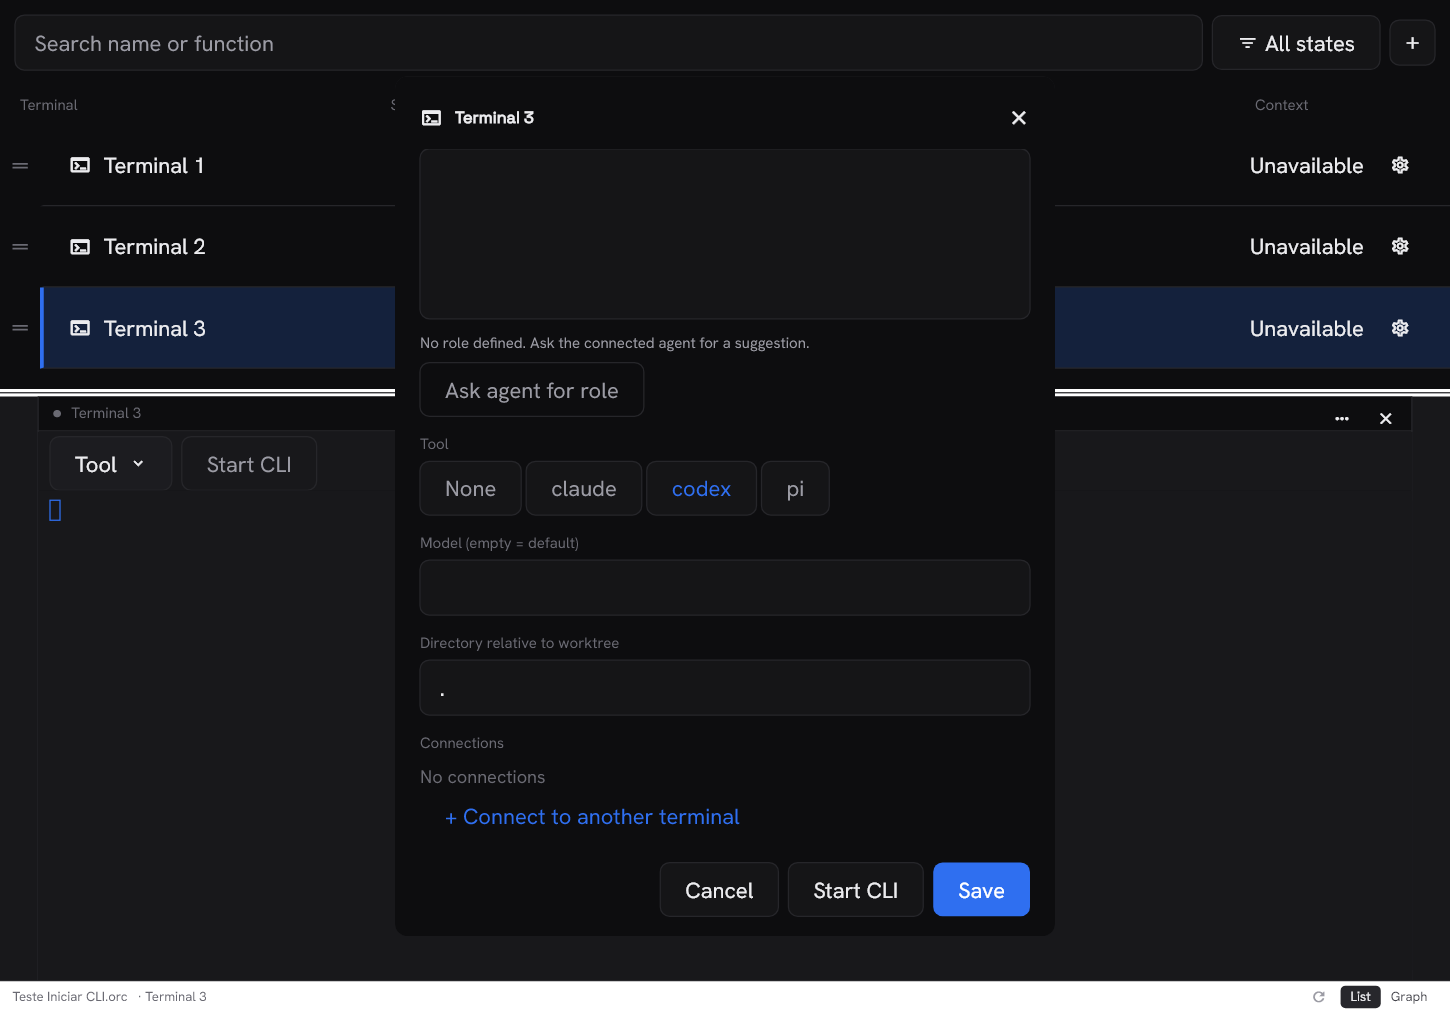 Search name or function
All states
+
Terminal
Context
Terminal 3
Terminal 1
Unavailable
Terminal 2
Unavailable
Terminal 3
Unavailable
No role defined. Ask the connected agent for a suggestion.
Ask agent for role
Terminal 3
Tool
Start CLI
Tool
None
claude
codex
pi
Model (empty = default)
Directory relative to worktree
.
Connections
No connections
+ Connect to another terminal
Cancel
Start CLI
Save
Teste Iniciar CLI.orc · Terminal 3
List
Graph